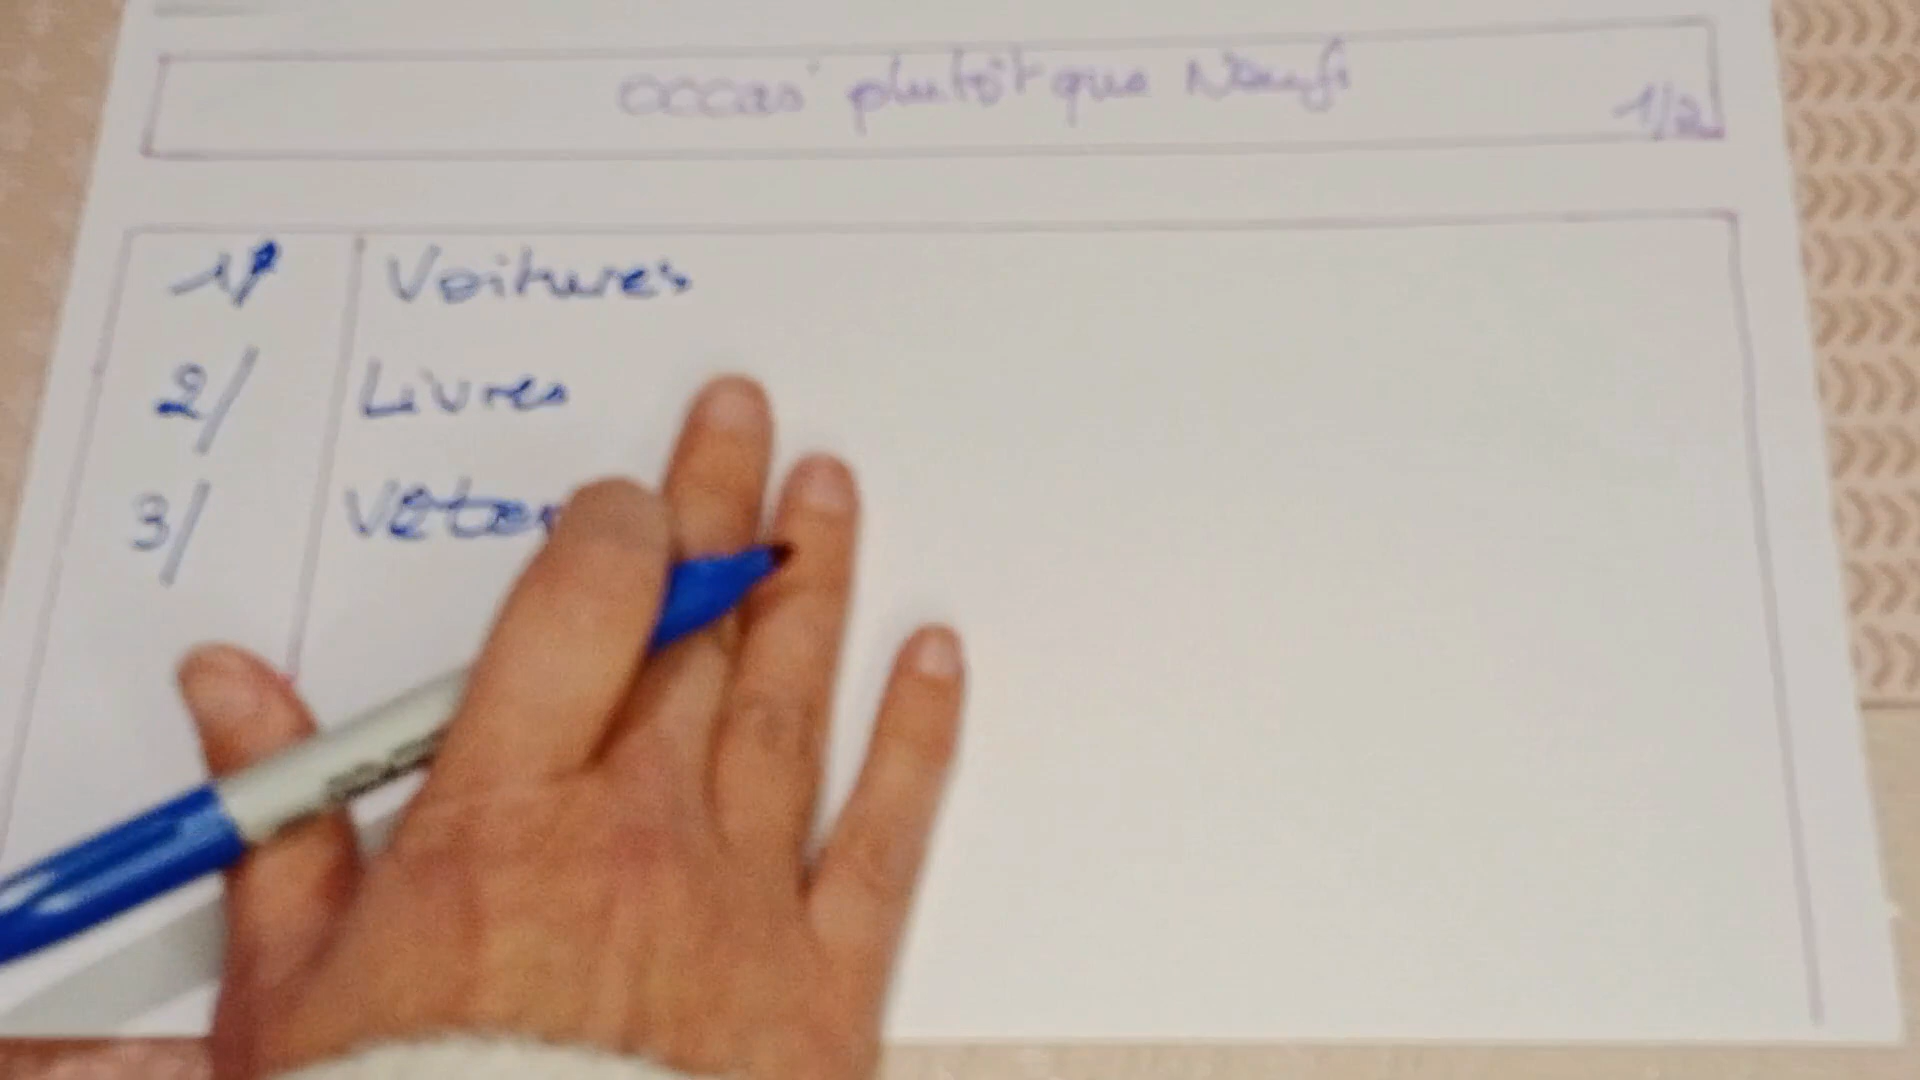 occas' plutôt que Neuf !
1/2
1/ Voitures
2/ Livres
3/